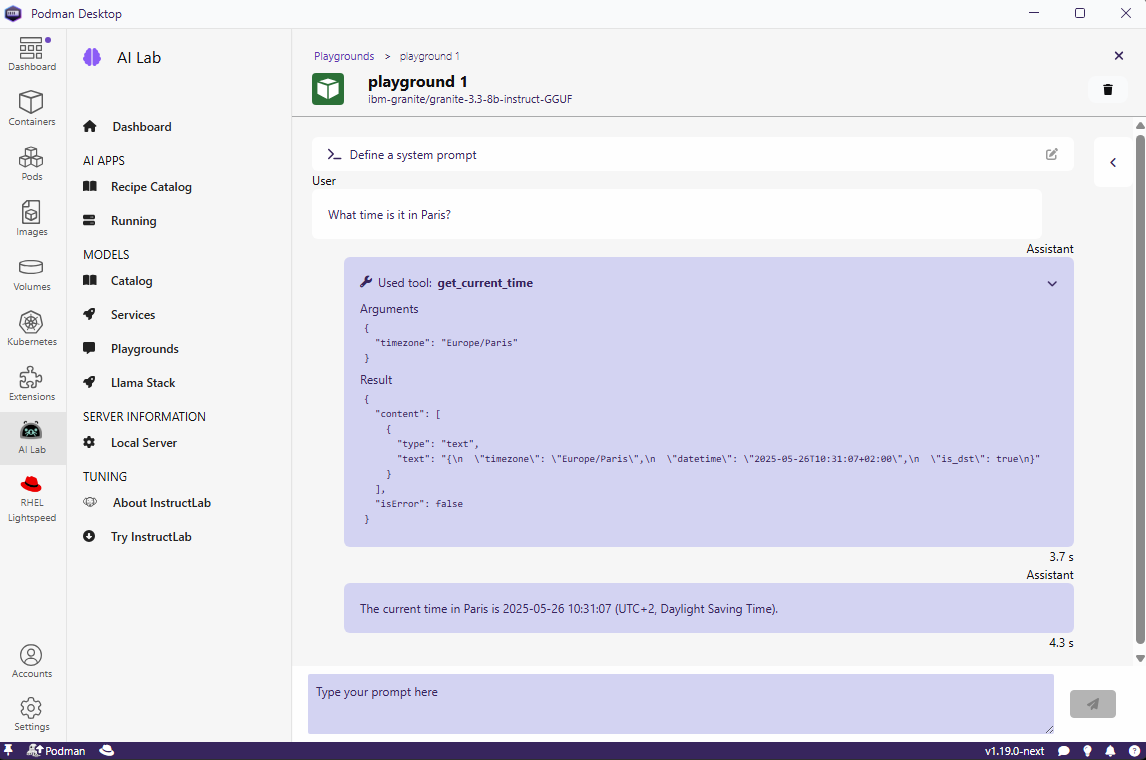 Podman Desktop
Dashboard
Containers
Pods
Images
Volumes
Kubernetes
Extensions
AI Lab
RHEL
Lightspeed
Accounts
Settings
AI Lab
Dashboard
AI APPS
Recipe Catalog
Running
MODELS
Catalog
Services
Playgrounds
Llama Stack
SERVER INFORMATION
Local Server
TUNING
About InstructLab
Try InstructLab
Playgrounds > playground 1
playground 1
ibm-granite/granite-3.3-8b-instruct-GGUF
Define a system prompt
User
What time is it in Paris?
Assistant
Used tool: get_current_time
Arguments
{
"timezone": "Europe/Paris"
}
Result
{
"content": [
{
"type": "text",
"text": "{\n  \"timezone\": \"Europe/Paris\",\n  \"datetime\": \"2025-05-26T10:31:07+02:00\",\n  \"is_dst\": true\n}"
}
],
"isError": false
}
3.7 s
Assistant
The current time in Paris is 2025-05-26 10:31:07 (UTC+2, Daylight Saving Time).
4.3 s
Type your prompt here
Podman
v1.19.0-next